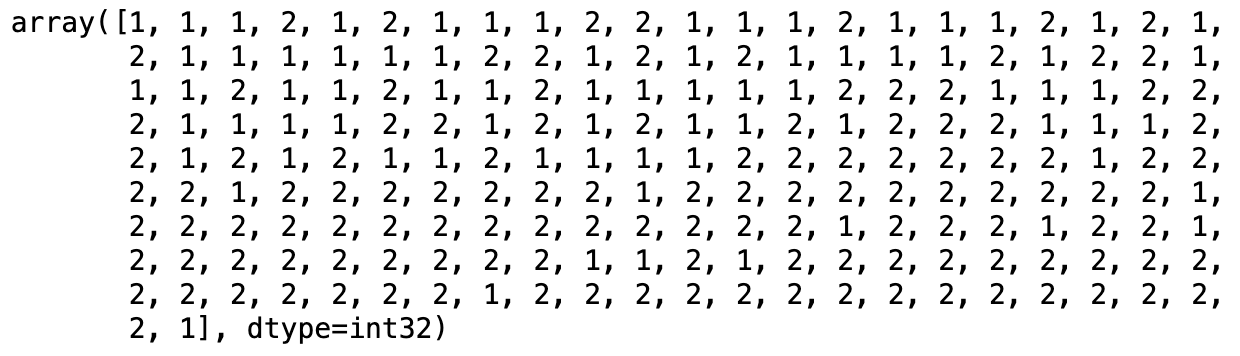 array([1, 1, 1, 2, 1, 2, 1, 1, 1, 2, 2, 1, 1, 1, 2, 1, 1, 1, 2, 1, 2, 1,
2, 1, 1, 1, 1, 1, 1, 2, 2, 1, 2, 1, 2, 1, 1, 1, 1, 2, 1, 2, 2, 1,
1, 1, 2, 1, 1, 2, 1, 1, 2, 1, 1, 1, 1, 1, 2, 2, 2, 1, 1, 1, 2, 2,
2, 1, 1, 1, 1, 2, 2, 1, 2, 1, 2, 1, 1, 2, 1, 2, 2, 2, 1, 1, 1, 2,
2, 1, 2, 1, 2, 1, 1, 2, 1, 1, 1, 1, 2, 2, 2, 2, 2, 2, 2, 1, 2, 2,
2, 2, 1, 2, 2, 2, 2, 2, 2, 2, 1, 2, 2, 2, 2, 2, 2, 2, 2, 2, 2, 1,
2, 2, 2, 2, 2, 2, 2, 2, 2, 2, 2, 2, 2, 2, 1, 2, 2, 2, 1, 2, 2, 1,
2, 2, 2, 2, 2, 2, 2, 2, 2, 1, 1, 2, 1, 2, 2, 2, 2, 2, 2, 2, 2, 2,
2, 2, 2, 2, 2, 2, 2, 1, 2, 2, 2, 2, 2, 2, 2, 2, 2, 2, 2, 2, 2, 2,
2, 1], dtype=int32)